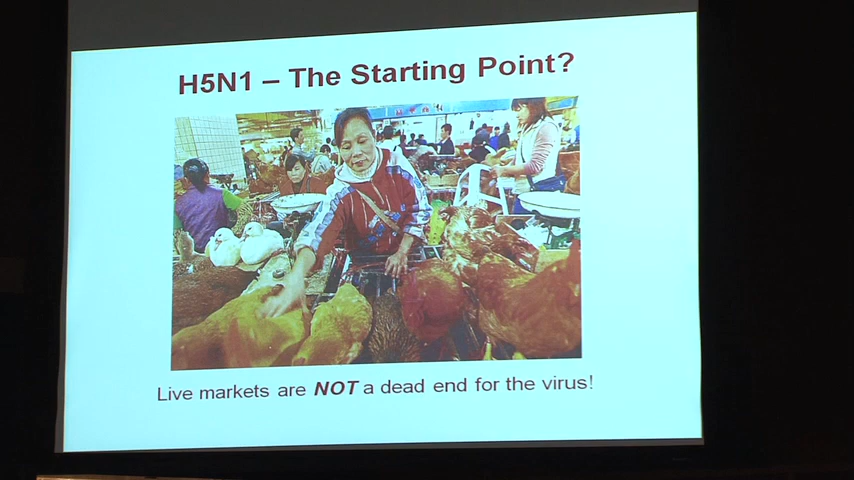 H5N1 – The Starting Point?
Live markets are NOT a dead end for the virus!